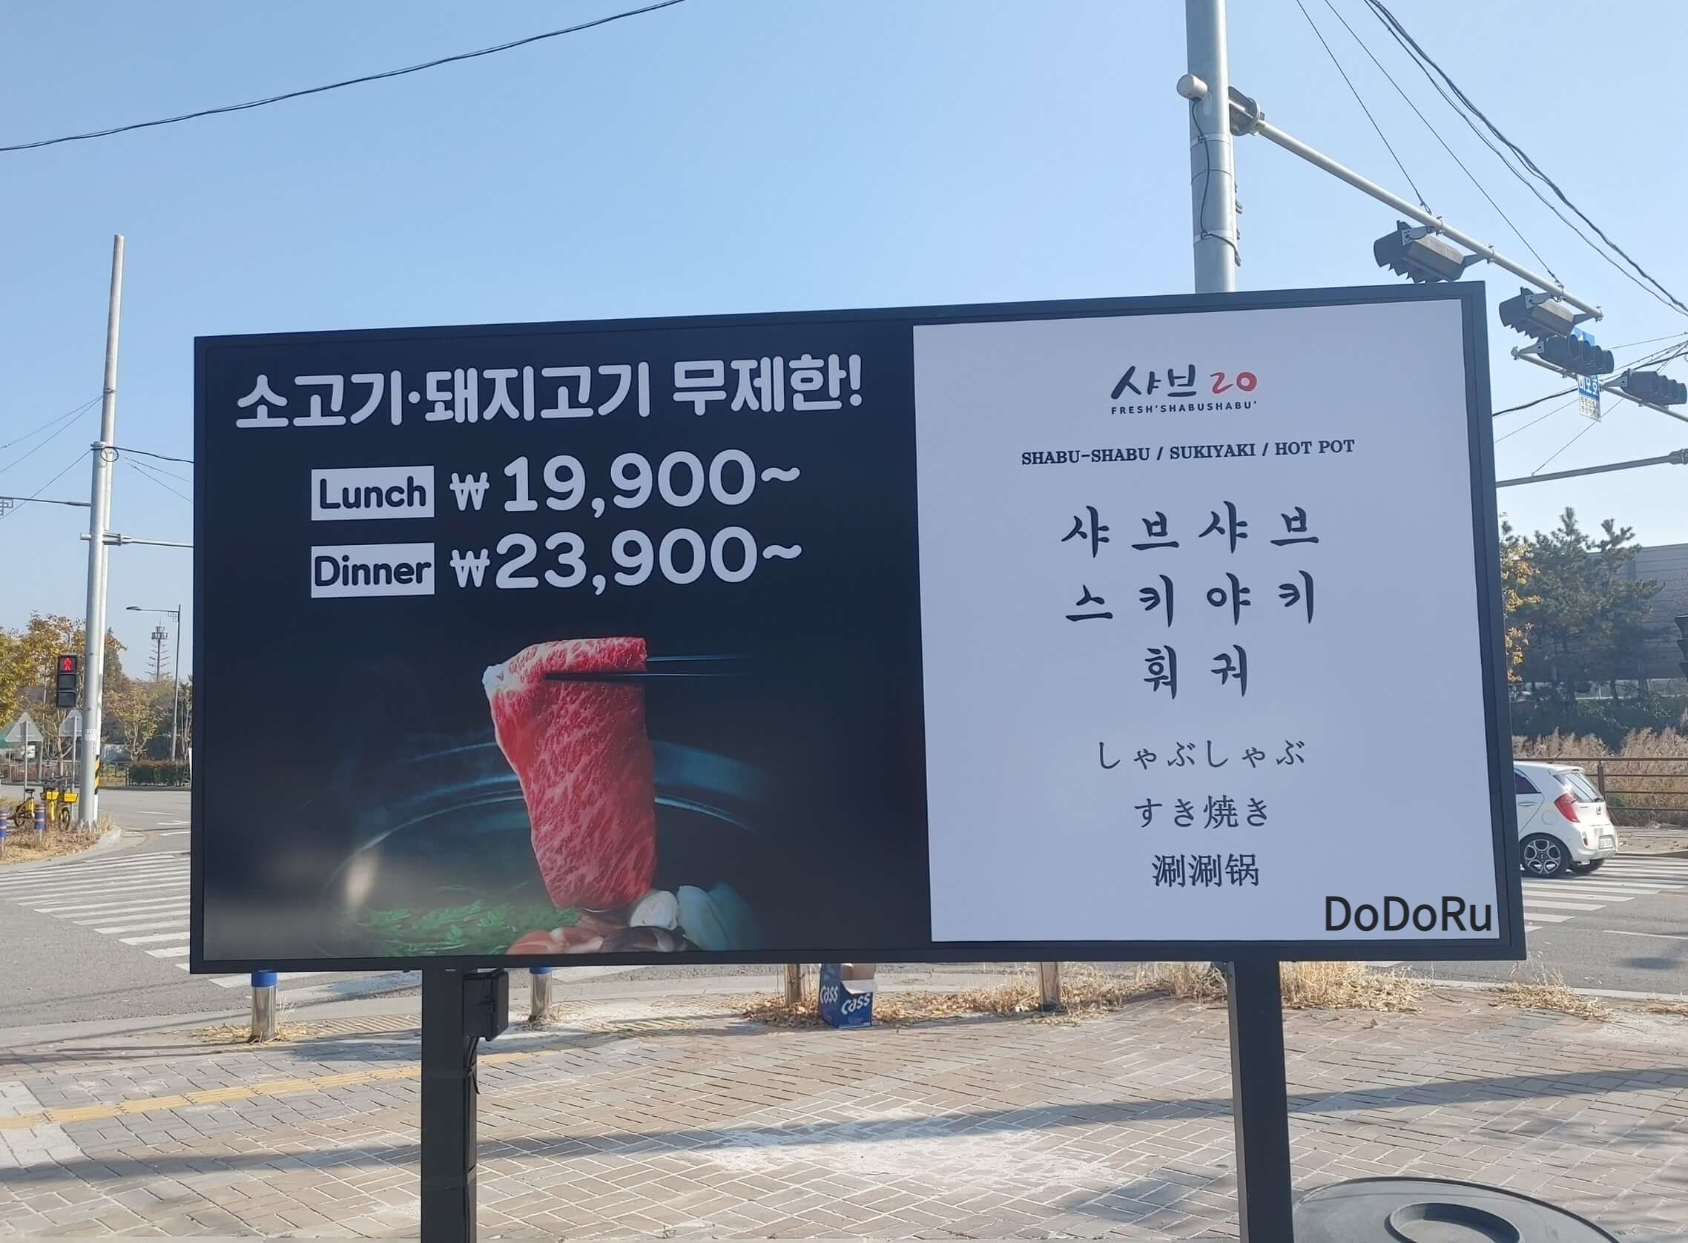 소고기·돼지고기 무제한!
Lunch ₩19,900~
Dinner ₩23,900~
샤브20
FRESH'SHABUSHABU'
SHABU-SHABU / SUKIYAKI / HOT POT
샤브샤브
스키야키
훠궈
しゃぶしゃぶ
すき焼き
涮涮锅
DoDoRu
Cass
Cass